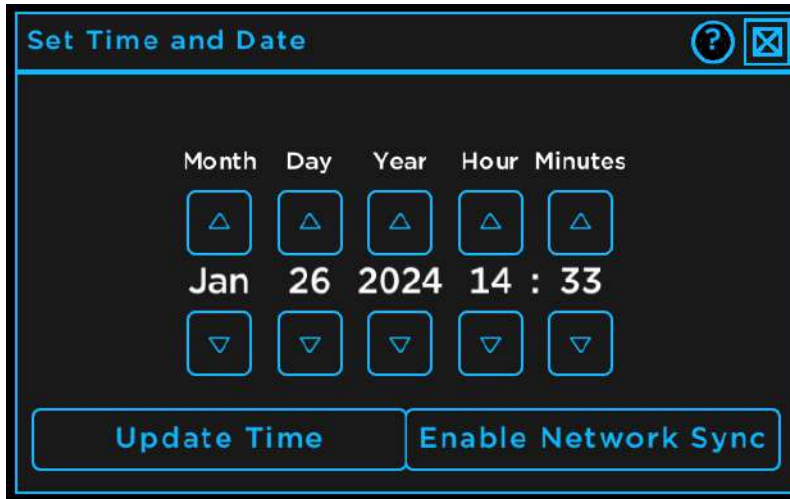 Set Time and Date ?
Month Day Year Hour Minutes
Jan 26 2024 14 : 33
Update Time Enable Network Sync